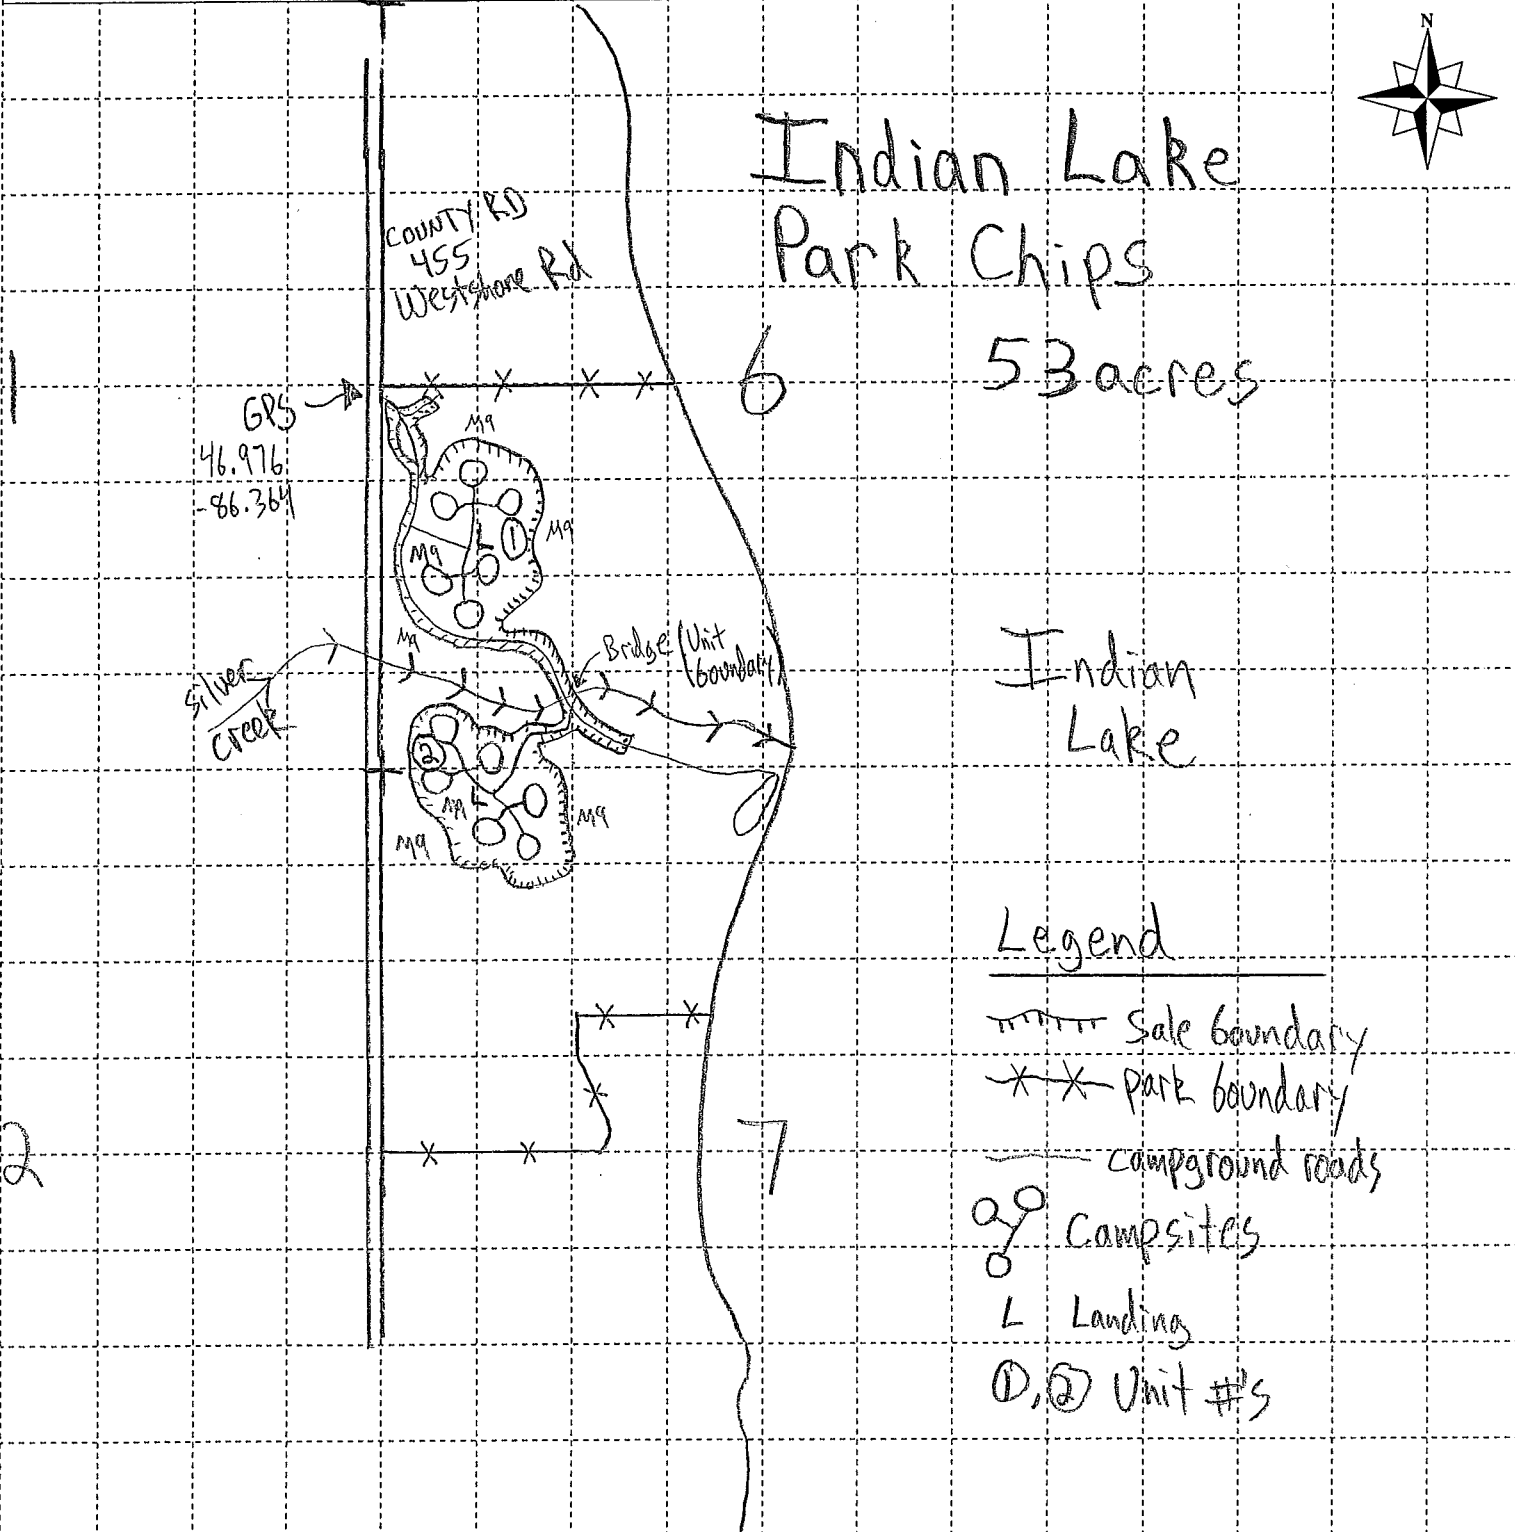 N
Indian Lake
Park Chips
53 acres
COUNTY RD
455
Westshore Rd
1
6
GPS
46.976
-86.364
M9
M9
M9
1
M9
Bridge (Unit
boundary)
Silver
Creek
Indian
Lake
2
L
M9
M9
M9
Legend
Sale boundary
park boundary
campground roads
Campsites
L Landing
1, 2 Unit #'s
2
7